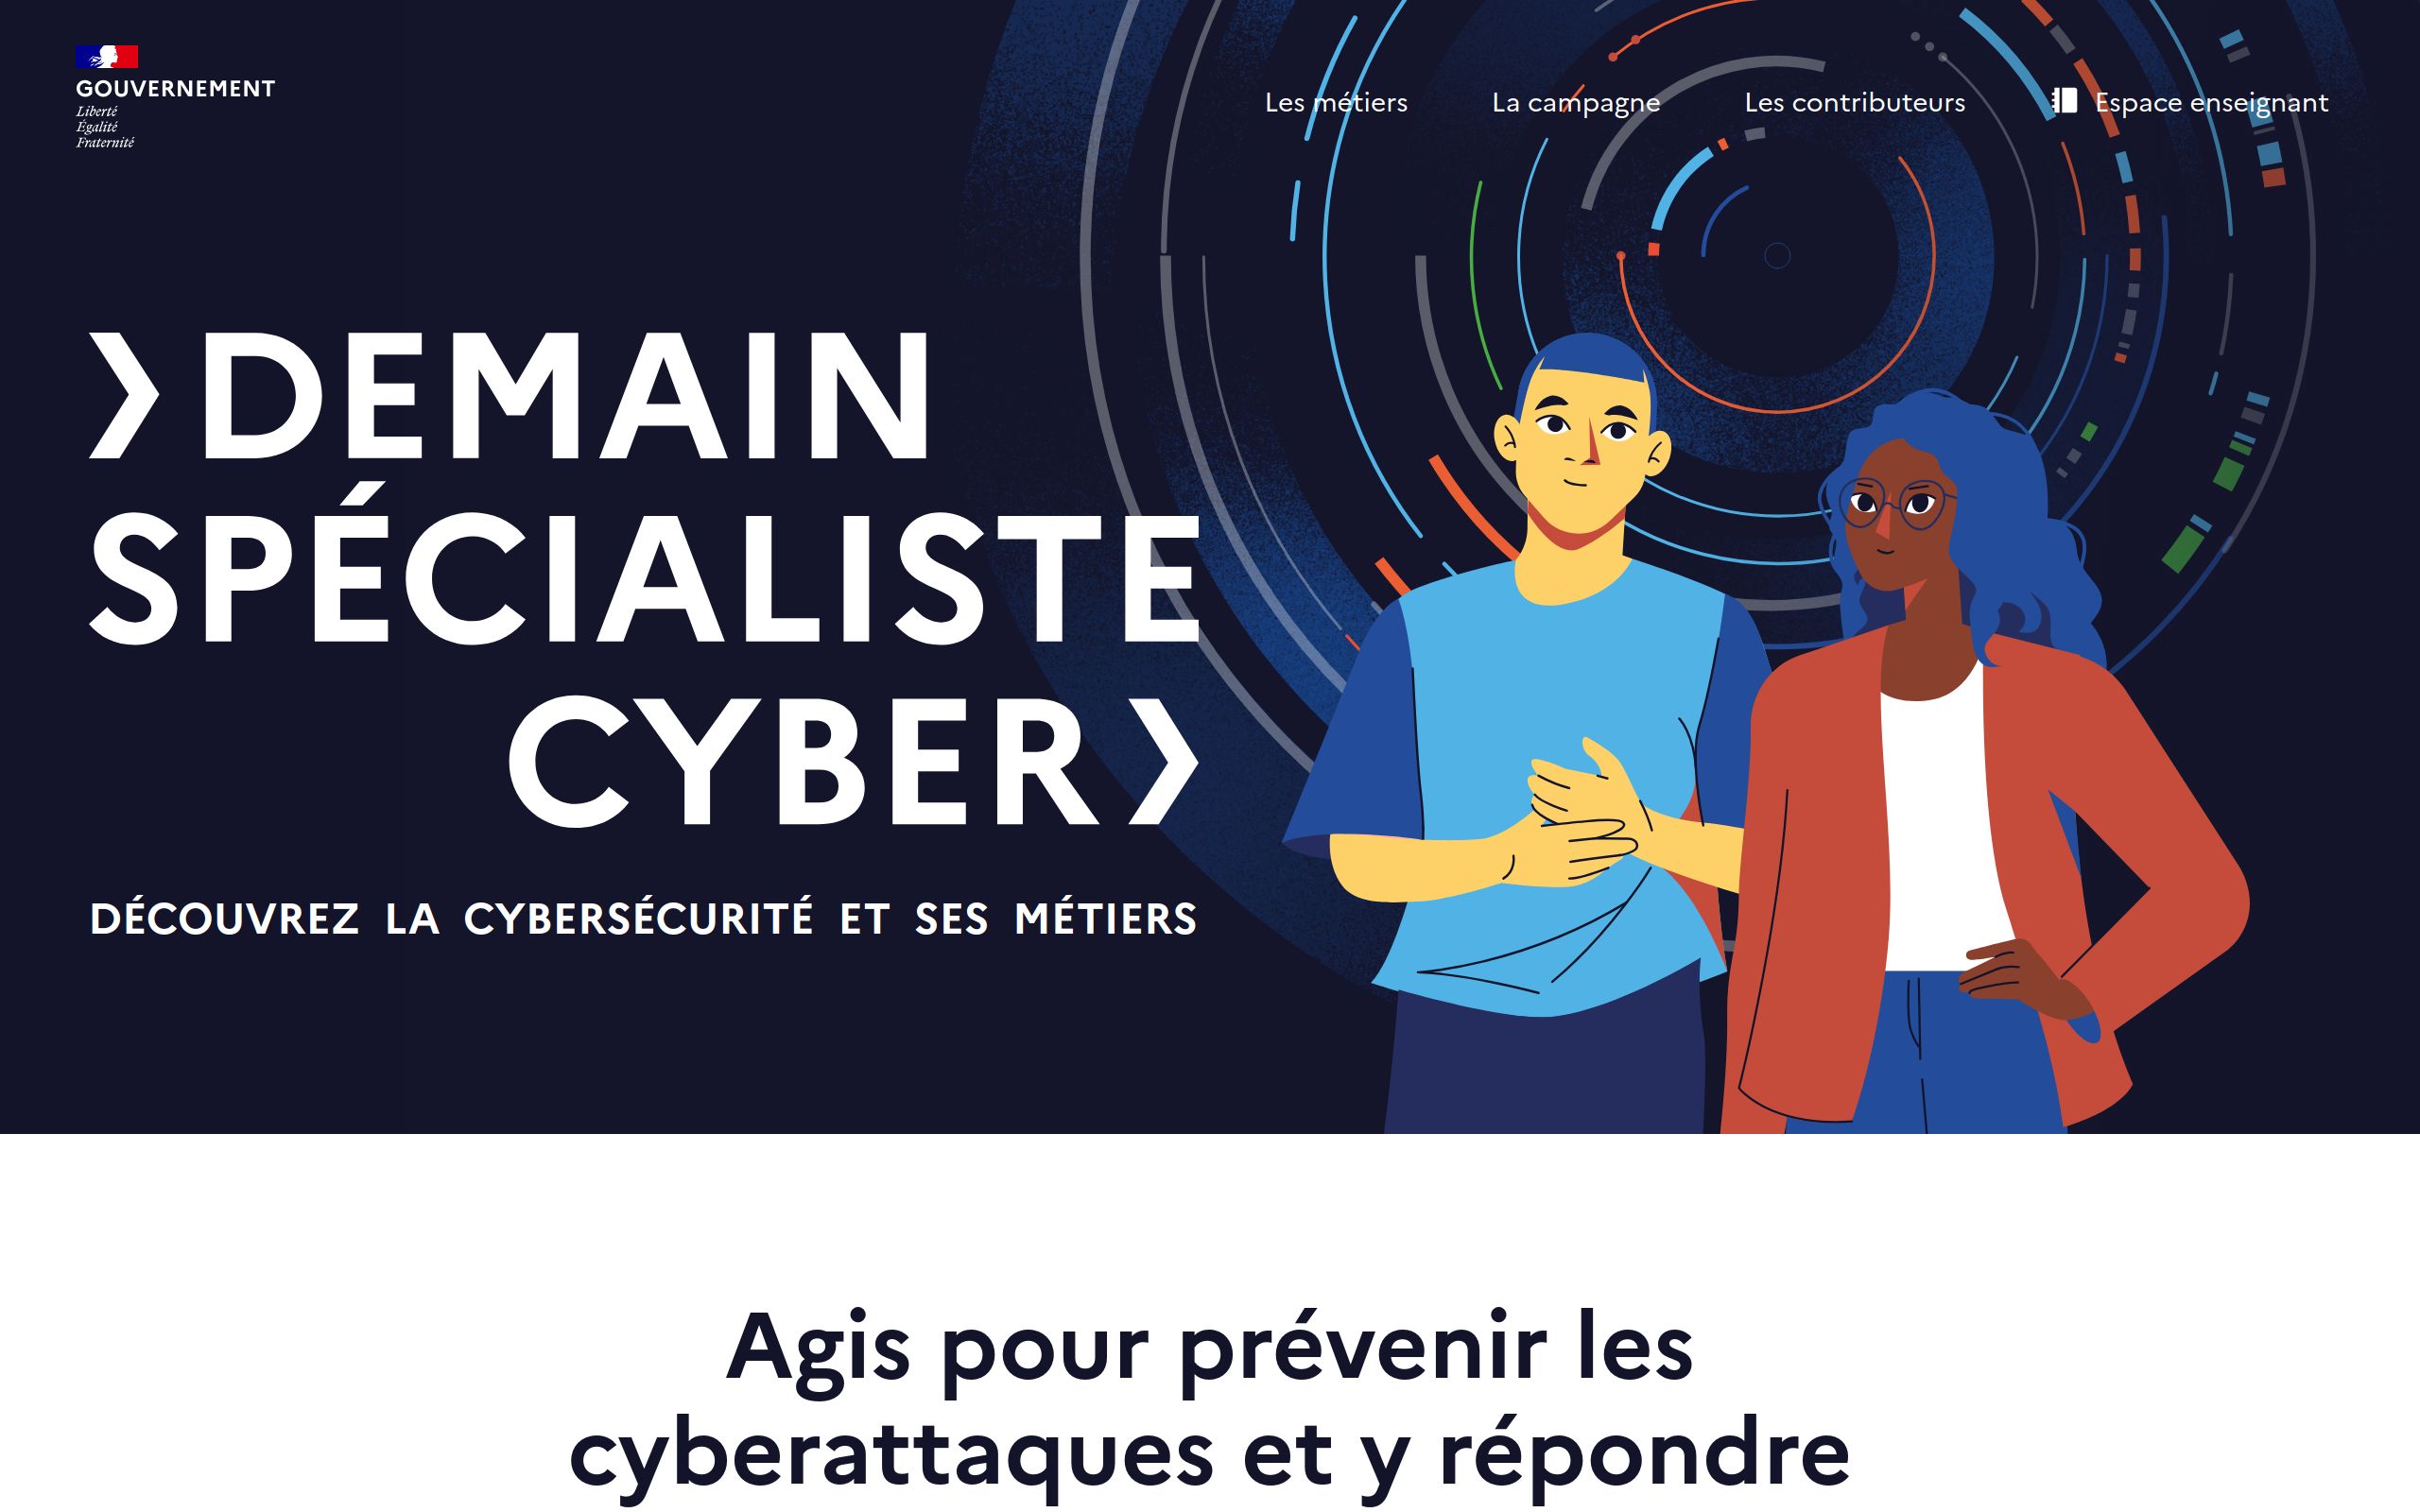 GOUVERNEMENT
Liberté
Égalité
Fraternité
Les métiers
La campagne
Les contributeurs
Espace enseignant
❯DEMAIN
SPÉCIALISTE
CYBER❯
DÉCOUVREZ LA CYBERSÉCURITÉ ET SES MÉTIERS
Agis pour prévenir les
cyberattaques et y répondre